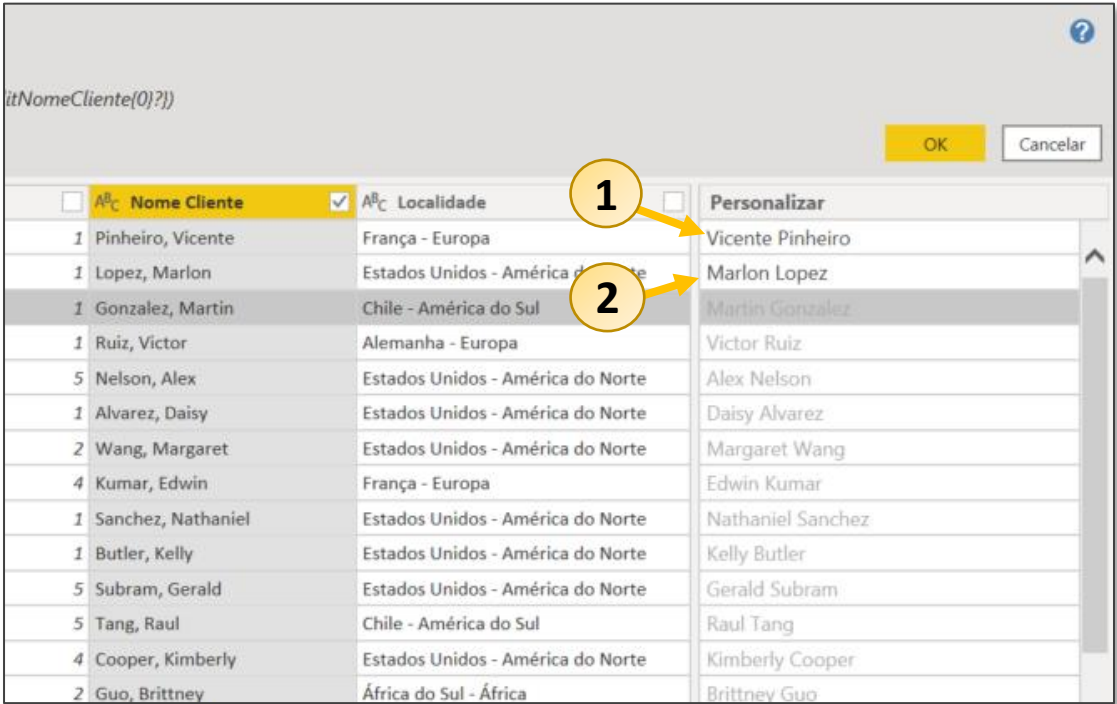 ?
itNomeCliente{0}?})
OK Cancelar
ABC Nome Cliente ABC Localidade 1 Personalizar
1 Pinheiro, Vicente França - Europa Vicente Pinheiro
1 Lopez, Marlon Estados Unidos - América do Norte Marlon Lopez
2
1 Gonzalez, Martin Chile - América do Sul Martin Gonzalez
1 Ruiz, Victor Alemanha - Europa Victor Ruiz
5 Nelson, Alex Estados Unidos - América do Norte Alex Nelson
1 Alvarez, Daisy Estados Unidos - América do Norte Daisy Alvarez
2 Wang, Margaret Estados Unidos - América do Norte Margaret Wang
4 Kumar, Edwin França - Europa Edwin Kumar
1 Sanchez, Nathaniel Estados Unidos - América do Norte Nathaniel Sanchez
1 Butler, Kelly Estados Unidos - América do Norte Kelly Butler
5 Subram, Gerald Estados Unidos - América do Norte Gerald Subram
5 Tang, Raul Chile - América do Sul Raul Tang
4 Cooper, Kimberly Estados Unidos - América do Norte Kimberly Cooper
2 Guo, Brittney África do Sul - África Brittney Guo